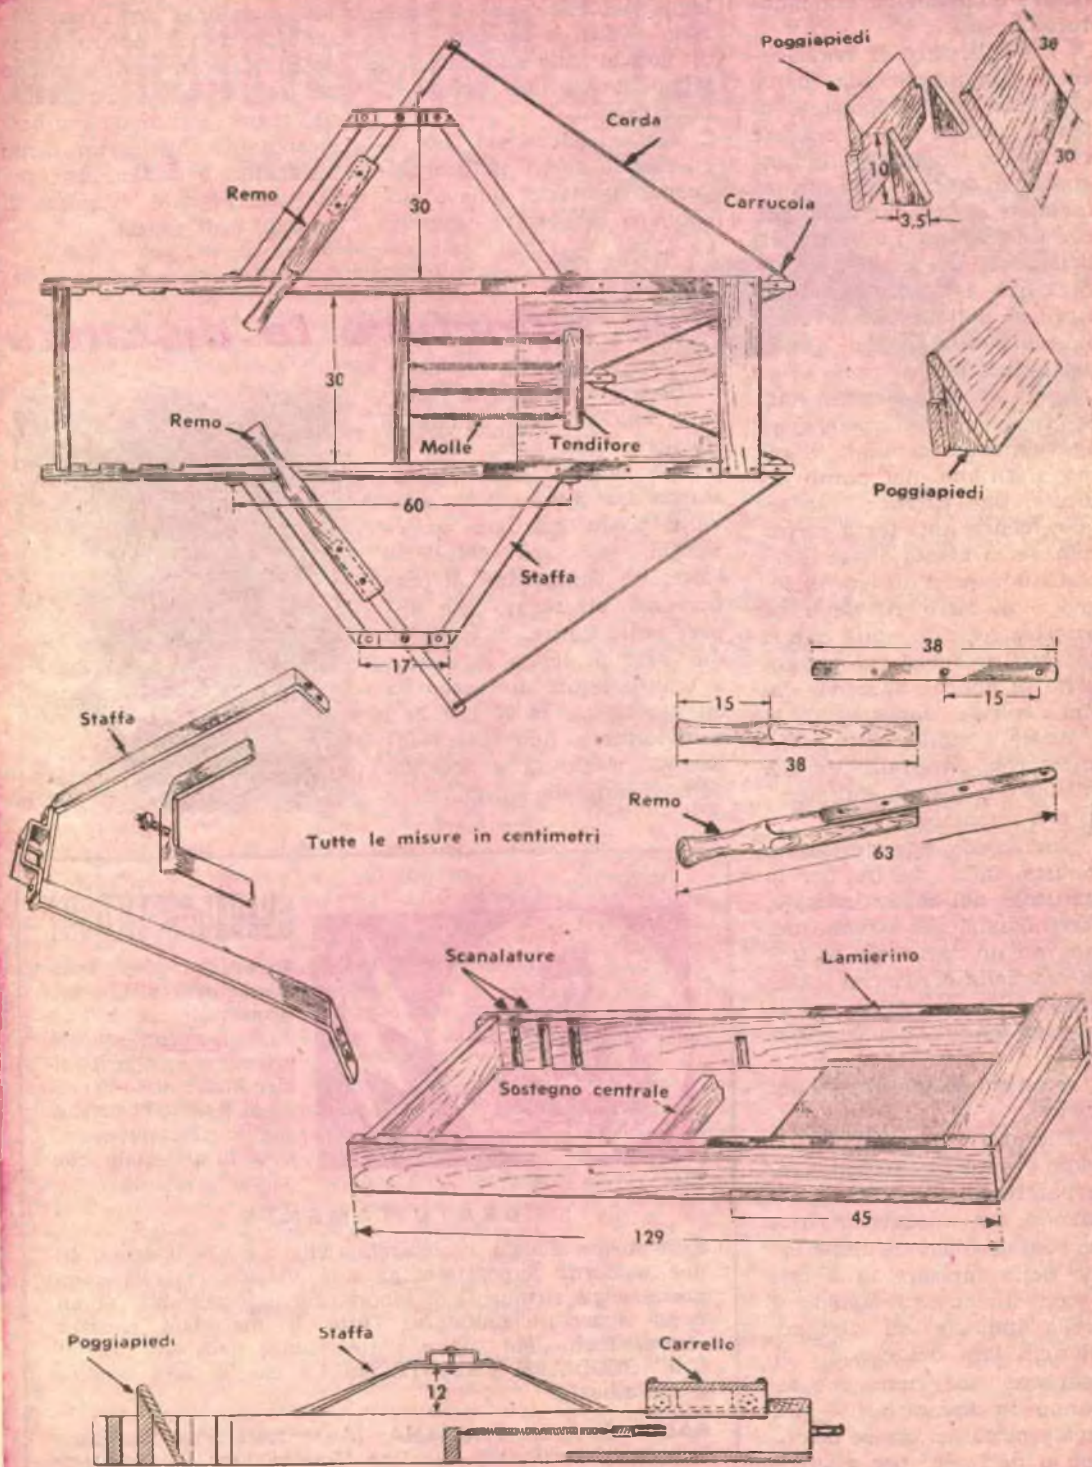 Poggiapiedi
38
30
10
3,5
Corda
Carrucola
Remo
30
30
Remo
Molle
Tenditore
60
Poggiapiedi
Staffa
17
38
15
15
38
Staffa
Remo
Tutte le misure in centimetri
63
Scanalature
Lamierino
Sostegno centrale
45
129
Poggiapiedi
Staffa
Carrello
12